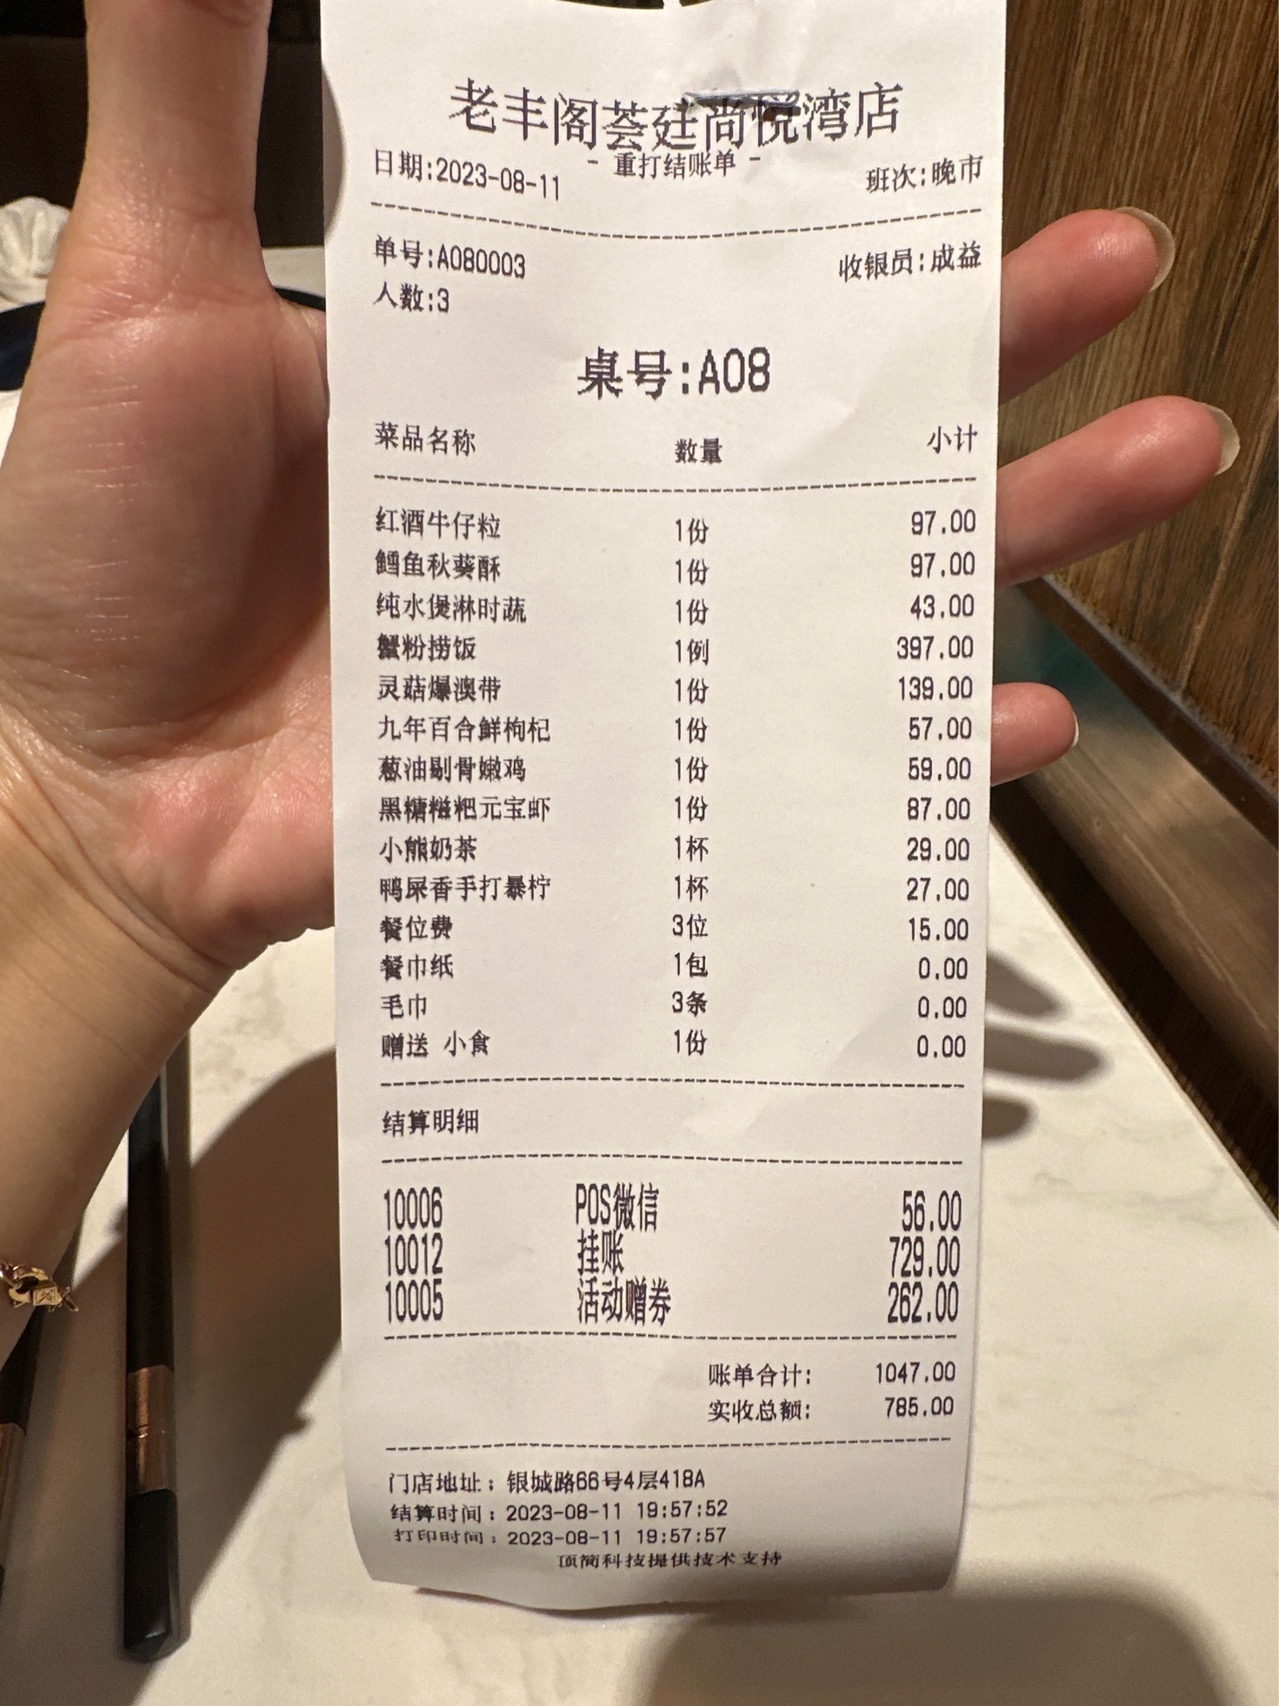 老丰阁荟廷尚悦湾店
- 重打结账单 -
日期:2023-08-11 班次:晚市
单号:A080003 收银员:成益
人数:3
桌号:A08
菜品名称 数量 小计
红酒牛仔粒 1份 97.00
鳕鱼秋葵酥 1份 97.00
纯水煲淋时蔬 1份 43.00
蟹粉捞饭 1例 397.00
灵菇爆澳带 1份 139.00
九年百合鲜枸杞 1份 57.00
葱油剔骨嫩鸡 1份 59.00
黑糖糍粑元宝虾 1份 87.00
小熊奶茶 1杯 29.00
鸭屎香手打暴柠 1杯 27.00
餐位费 3位 15.00
餐巾纸 1包 0.00
毛巾 3条 0.00
赠送 小食 1份 0.00
结算明细
10006 POS微信 56.00
10012 挂账 729.00
10005 活动赠券 262.00
账单合计: 1047.00
实收总额: 785.00
门店地址: 银城路66号4层418A
结算时间: 2023-08-11 19:57:52
打印时间: 2023-08-11 19:57:57
顶简科技提供技术支持